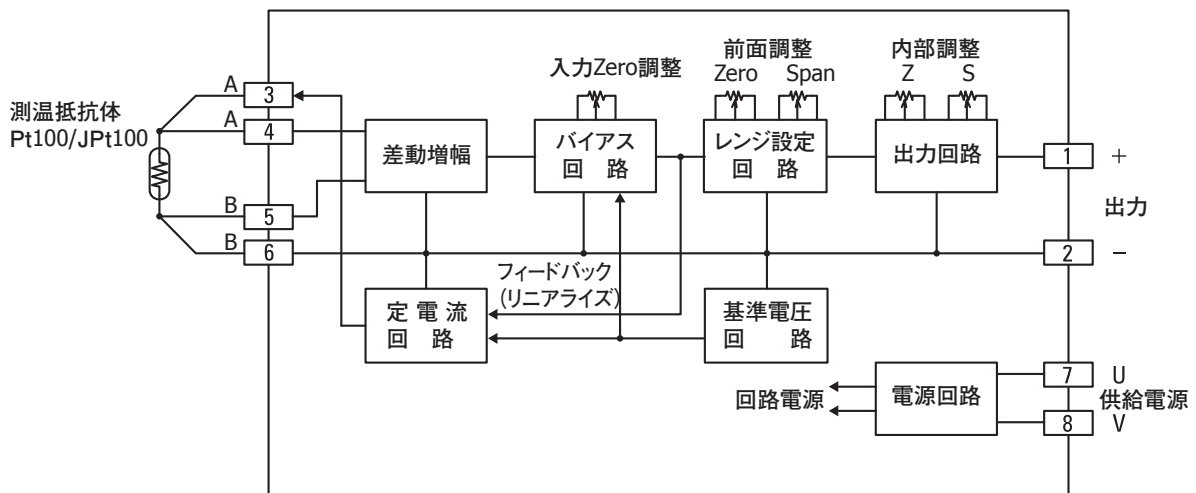 前面調整
内部調整
入力Zero調整
Zero Span
Z S
測温抵抗体
Pt100/JPt100
A 3
A 4
B 5
B 6
差動増幅
バイアス
回 路
レンジ設定
回 路
出力回路
1 +
出力
2 −
フィードバック
(リニアライズ)
定 電 流
回 路
基準電圧
回 路
回路電源
電源回路
7 U
供給電源
8 V